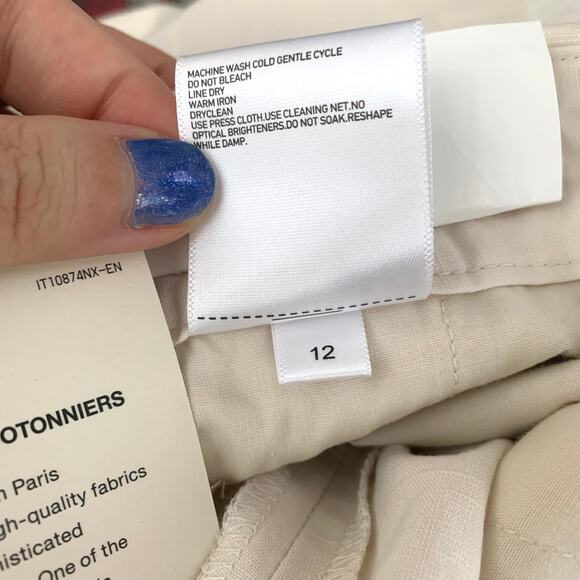 MACHINE WASH COLD GENTLE CYCLE
DO NOT BLEACH
LINE DRY
WARM IRON
DRYCLEAN
USE PRESS CLOTH.USE CLEANING NET.NO
OPTICAL BRIGHTENERS.DO NOT SOAK.RESHAPE
WHILE DAMP.
12
IT10874NX-EN
OTONNIERS
n Paris
gh-quality fabrics
histicated
One of the